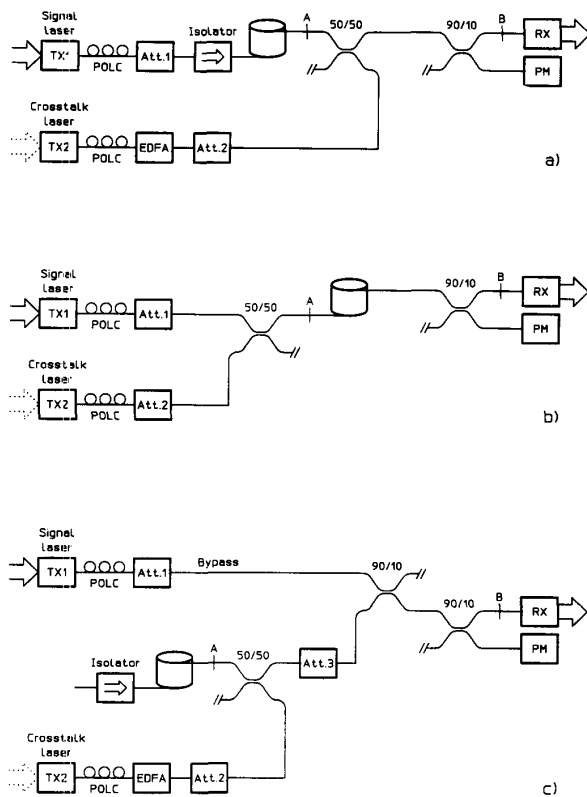 Signal
laser
TX1
POLC
Att.1
Isolator
A
50/50
90/10
B
RX
PM
Crosstalk
laser
TX2
POLC
EDFA
Att.2
a)
Signal
laser
TX1
POLC
Att.1
50/50
A
90/10
B
RX
PM
Crosstalk
laser
TX2
POLC
Att.2
b)
Signal
laser
TX1
POLC
Att.1
Bypass
90/10
90/10
B
RX
PM
Isolator
A
50/50
Att.3
Crosstalk
laser
TX2
POLC
EDFA
Att.2
c)